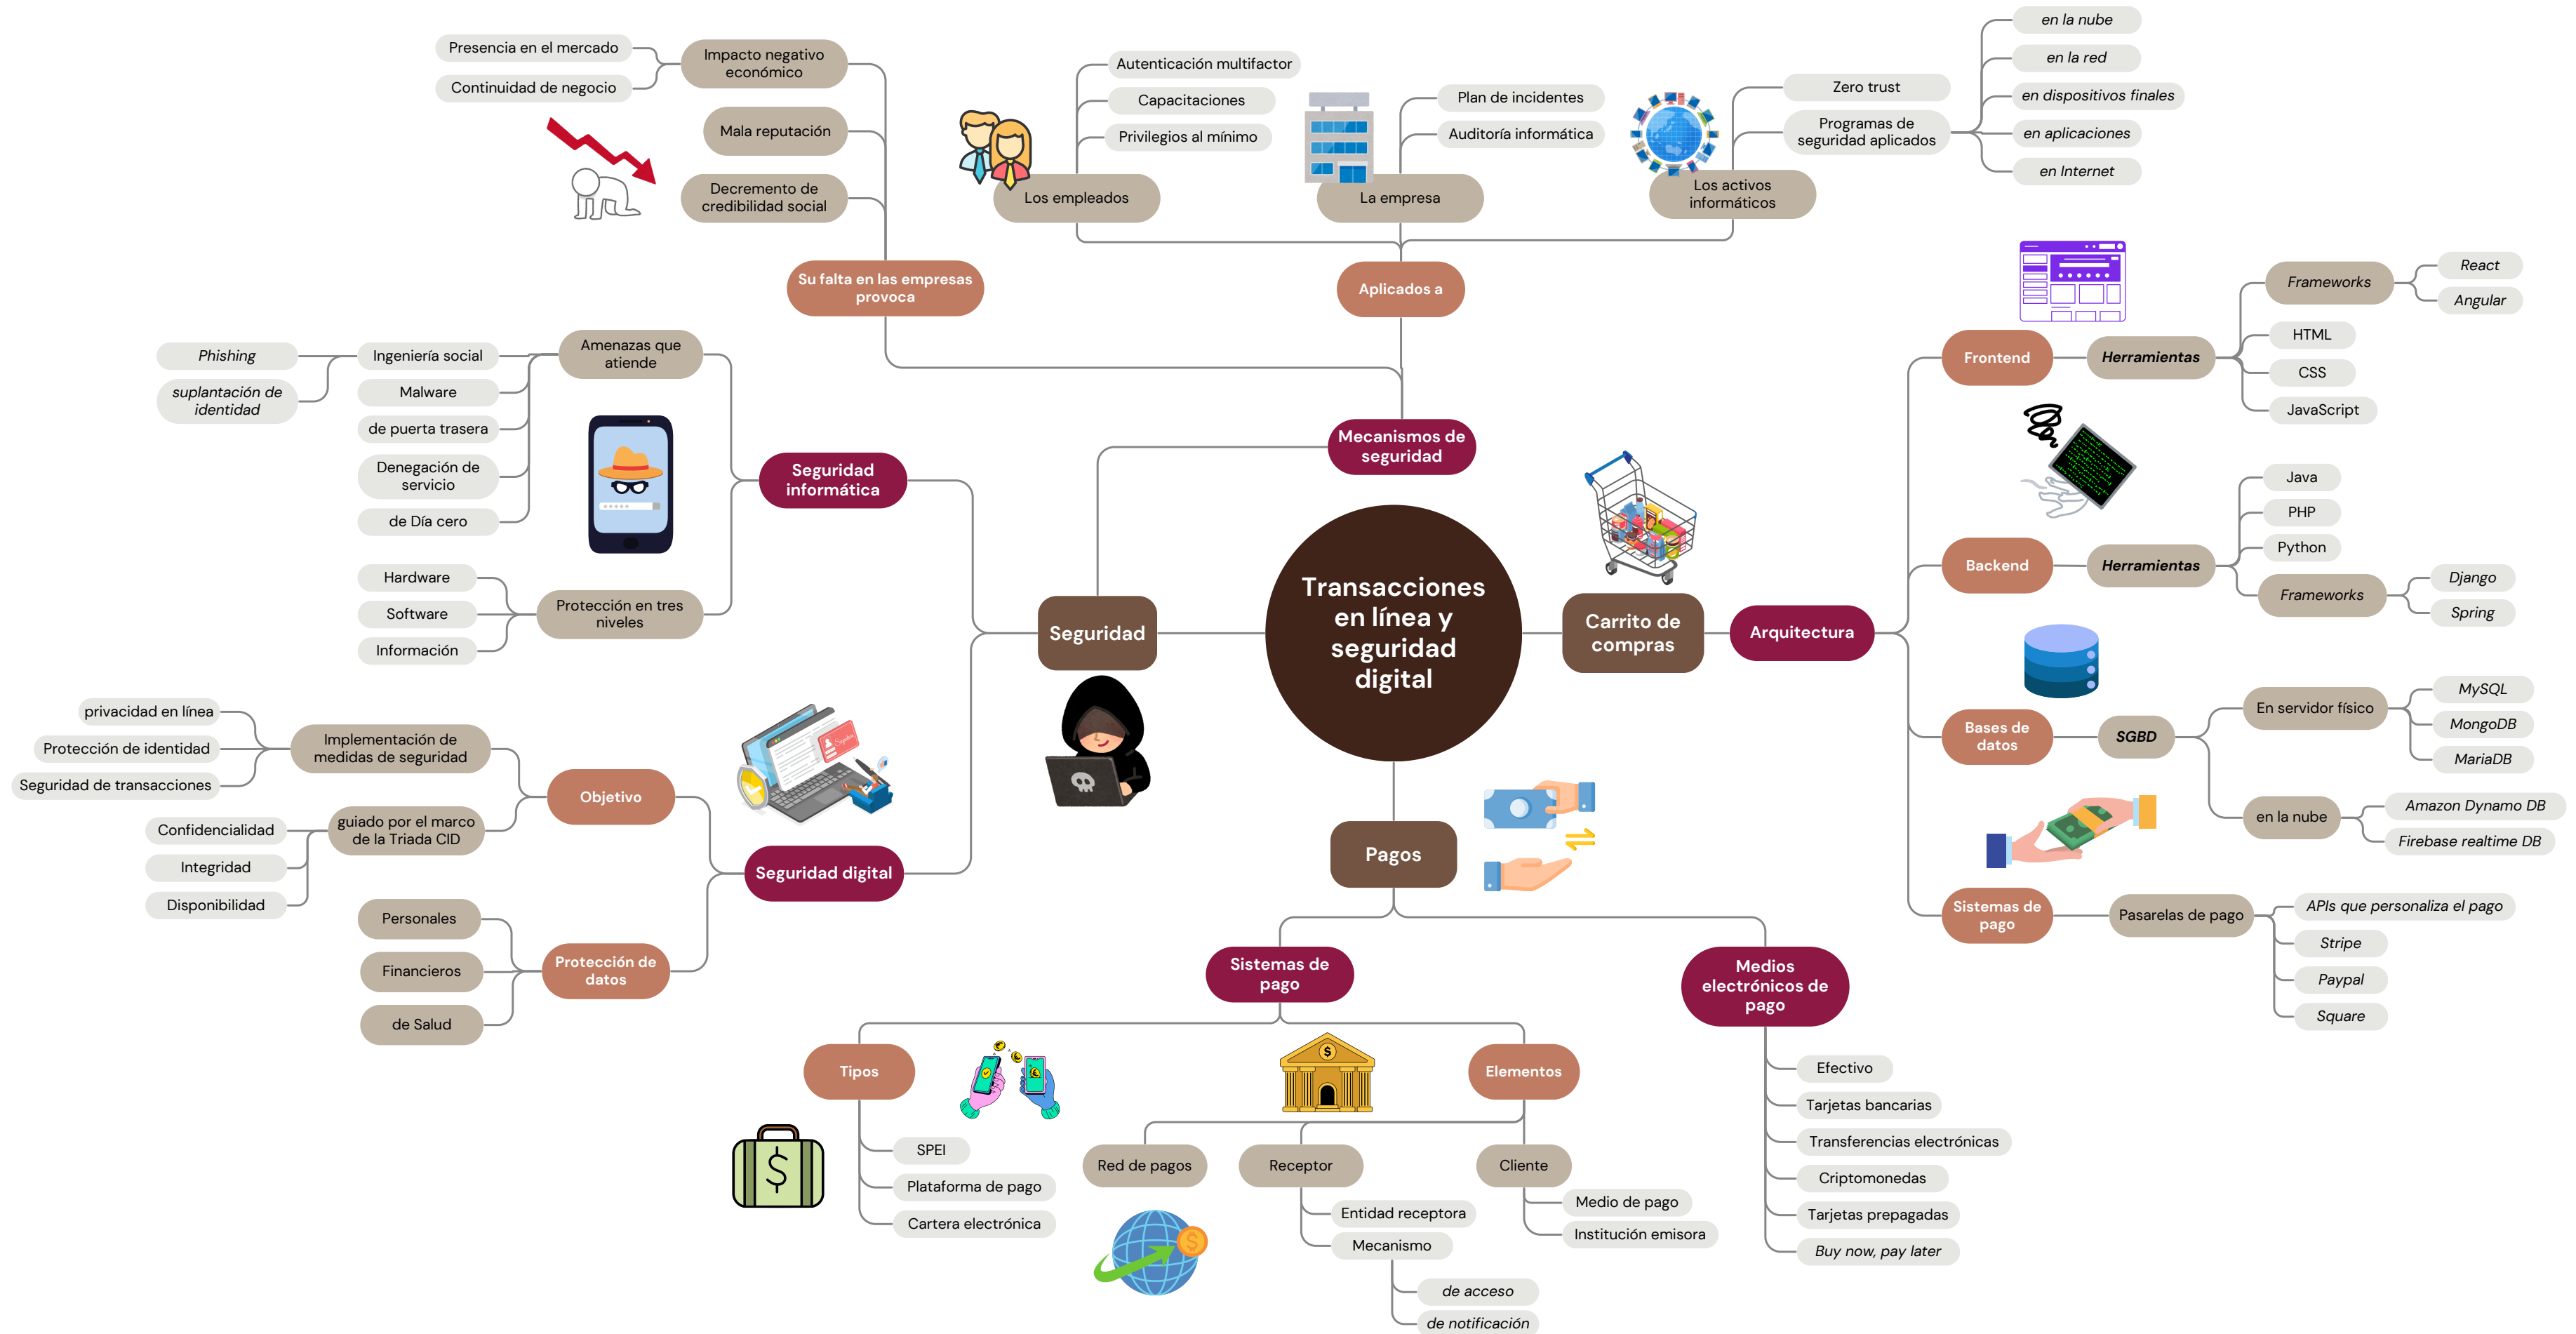 Transacciones
en línea y
seguridad
digital
Seguridad
Mecanismos de
seguridad
Su falta en las empresas
provoca
Impacto negativo
económico
Presencia en el mercado
Continuidad de negocio
Mala reputación
Decremento de
credibilidad social
Aplicados a
Los empleados
Autenticación multifactor
Capacitaciones
Privilegios al mínimo
La empresa
Plan de incidentes
Auditoría informática
Los activos
informáticos
Zero trust
Programas de
seguridad aplicados
en la nube
en la red
en dispositivos finales
en aplicaciones
en Internet
Seguridad
informática
Amenazas que
atiende
Ingeniería social
Phishing
suplantación de
identidad
Malware
de puerta trasera
Denegación de
servicio
de Día cero
Protección en tres
niveles
Hardware
Software
Información
Seguridad digital
Objetivo
Implementación de
medidas de seguridad
privacidad en línea
Protección de identidad
Seguridad de transacciones
guiado por el marco
de la Triada CID
Confidencialidad
Integridad
Disponibilidad
Protección de
datos
Personales
Financieros
de Salud
Carrito de
compras
Arquitectura
Frontend
Herramientas
Frameworks
React
Angular
HTML
CSS
JavaScript
Backend
Herramientas
Java
PHP
Python
Frameworks
Django
Spring
Bases de
datos
SGBD
En servidor físico
MySQL
MongoDB
MariaDB
en la nube
Amazon Dynamo DB
Firebase realtime DB
Sistemas de
pago
Pasarelas de pago
APIs que personaliza el pago
Stripe
Paypal
Square
Pagos
Sistemas de
pago
Tipos
SPEI
Plataforma de pago
Cartera electrónica
Elementos
Red de pagos
Receptor
Entidad receptora
Mecanismo
de acceso
de notificación
Cliente
Medio de pago
Institución emisora
Medios
electrónicos de
pago
Efectivo
Tarjetas bancarias
Transferencias electrónicas
Criptomonedas
Tarjetas prepagadas
Buy now, pay later